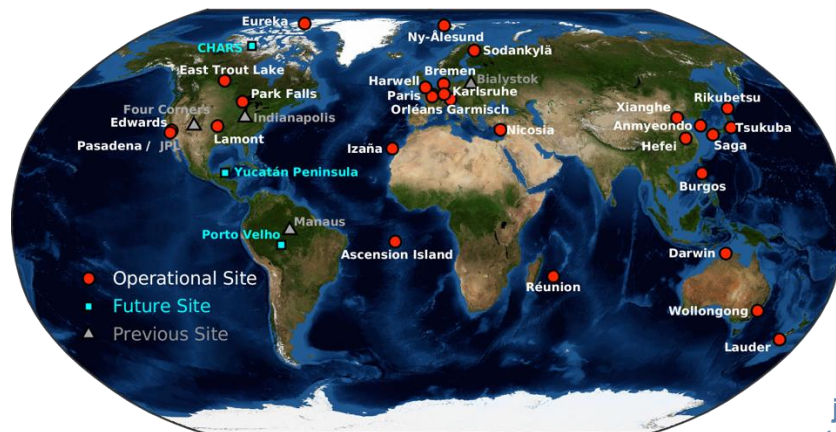 Eureka
Ny-Ålesund
CHARS
Sodankylä
East Trout Lake
Bremen
Harwell
Bialystok
Park Falls
Karlsruhe
Paris
Four Corners
Orléans Garmisch
Rikubetsu
Xianghe
Edwards
Indianapolis
Anmyeondo
Tsukuba
Lamont
Nicosia
Pasadena / JPL
Hefei
Saga
Izaña
Yucatán Peninsula
Burgos
Manaus
Porto Velho
Ascension Island
Darwin
Operational Site
Réunion
Future Site
Wollongong
Previous Site
Lauder